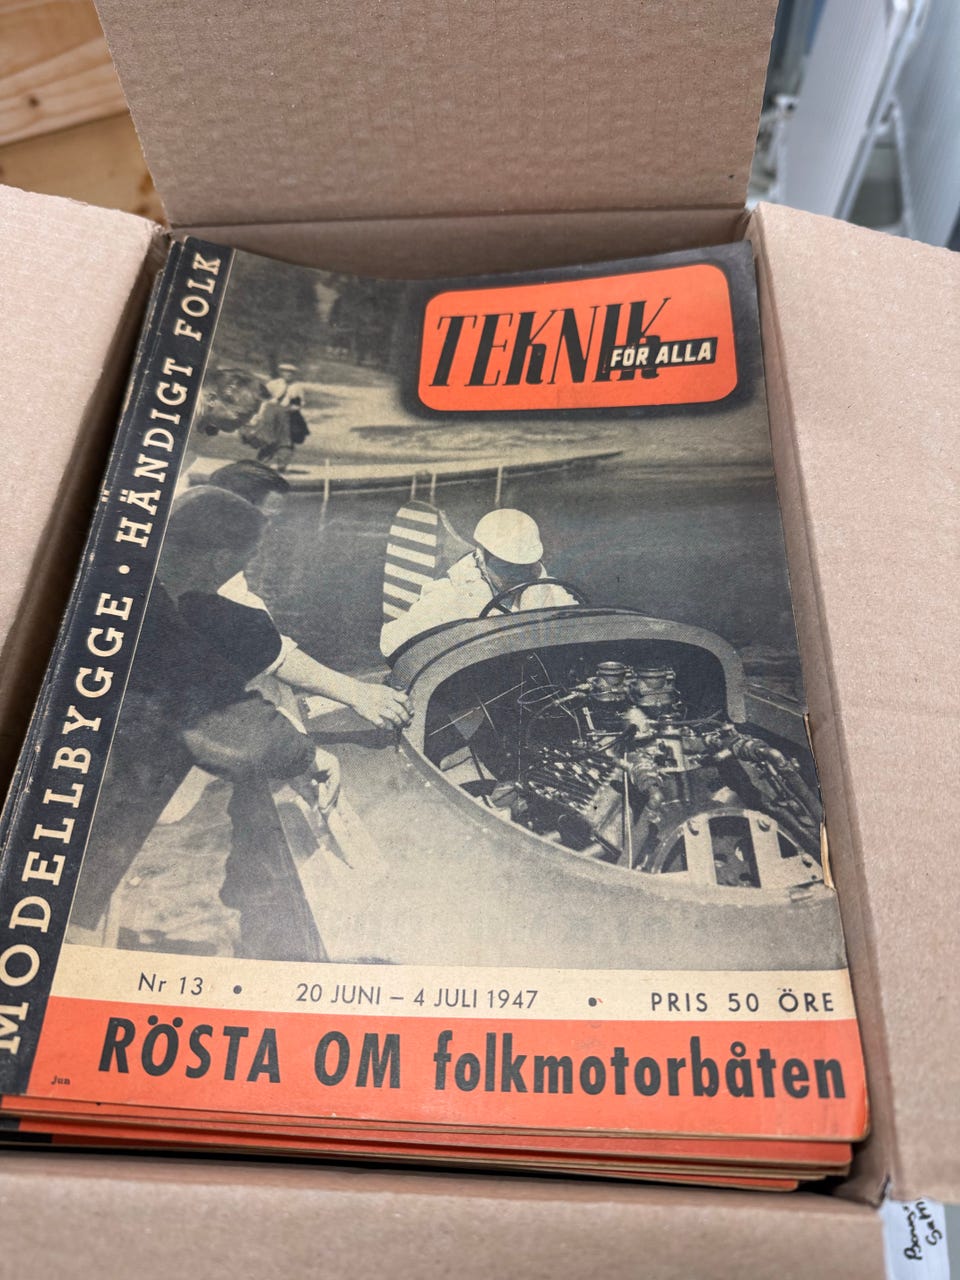 TEKNIK
FÖR ALLA
MODELLBYGGE · HÄNDIGT FOLK
Nr 13 • 20 JUNI – 4 JULI 1947 • PRIS 50 ÖRE
RÖSTA OM folkmotorbåten
Jun